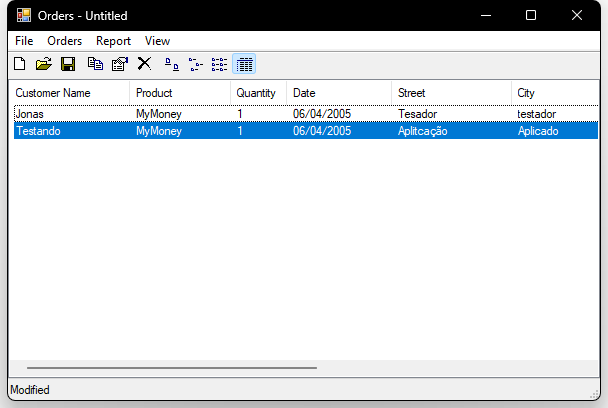 Orders - Untitled
File Orders Report View
Customer Name Product Quantity Date Street City
Jonas MyMoney 1 06/04/2005 Tesador testador
Testando MyMoney 1 06/04/2005 Aplitcação Aplicado
Modified